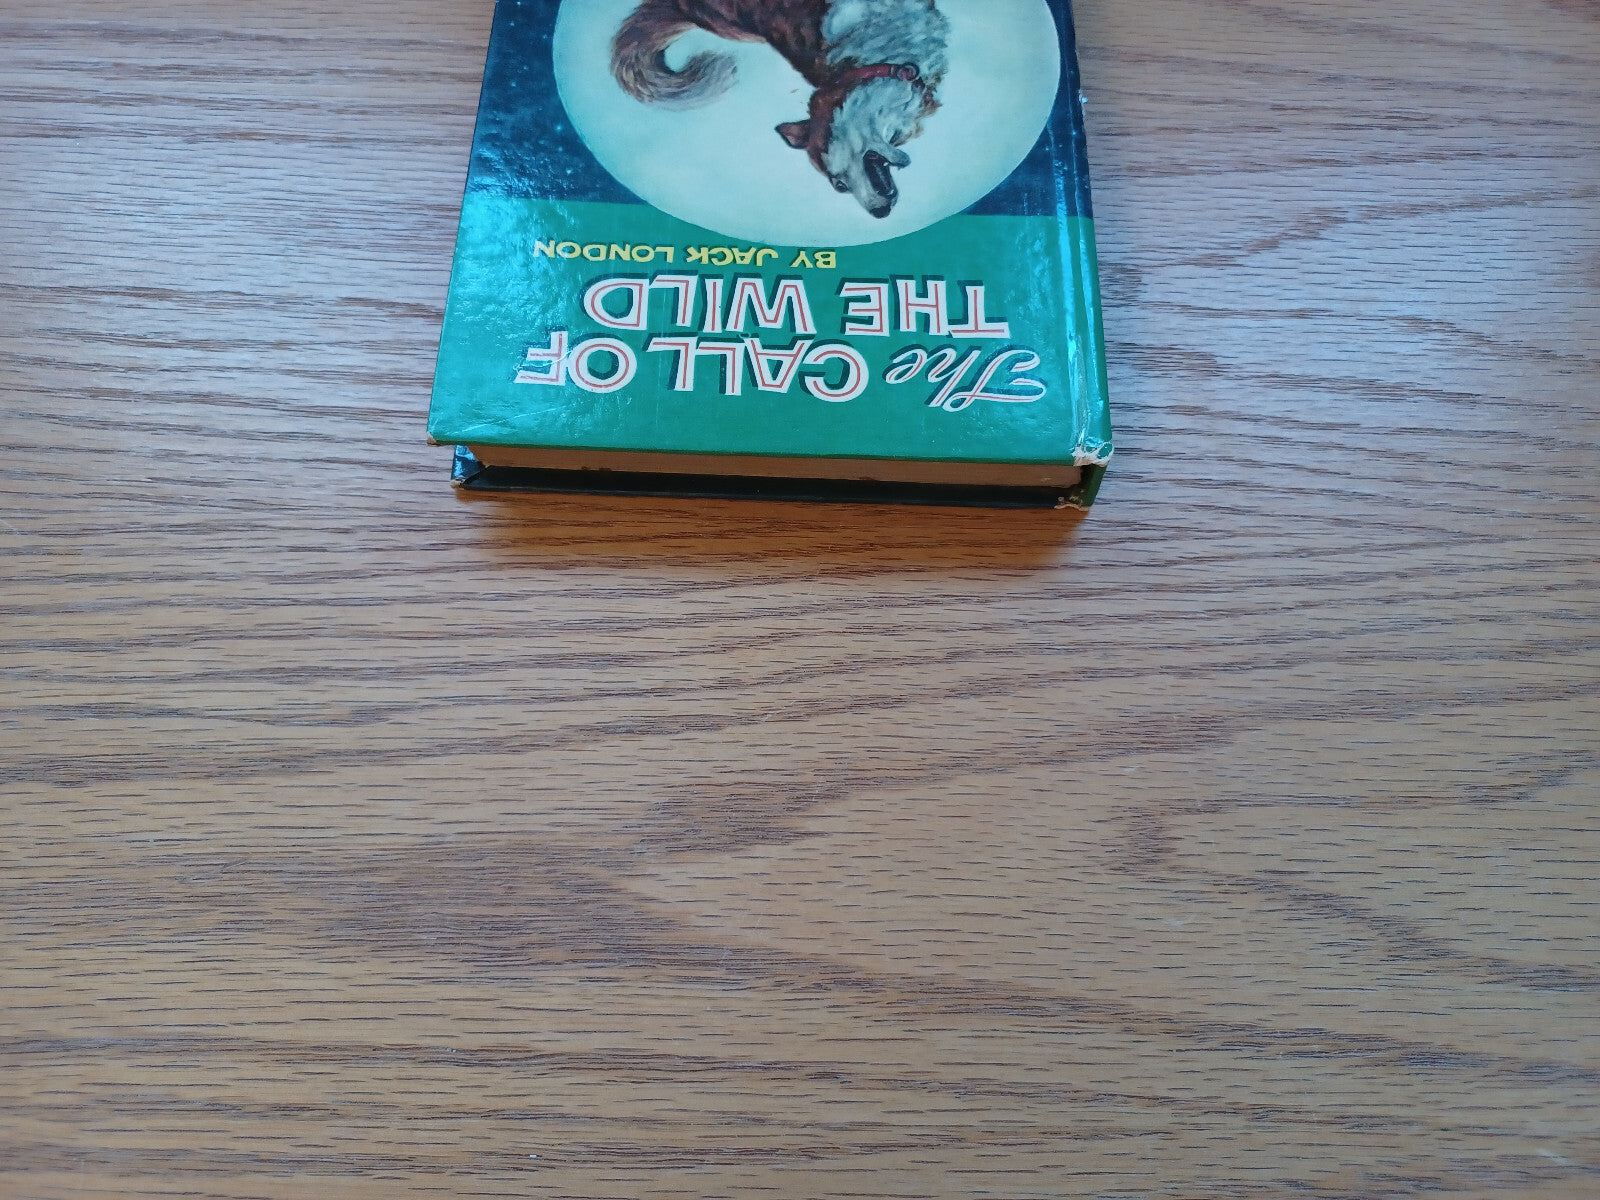 The CALL OF
THE WILD
BY JACK LONDON